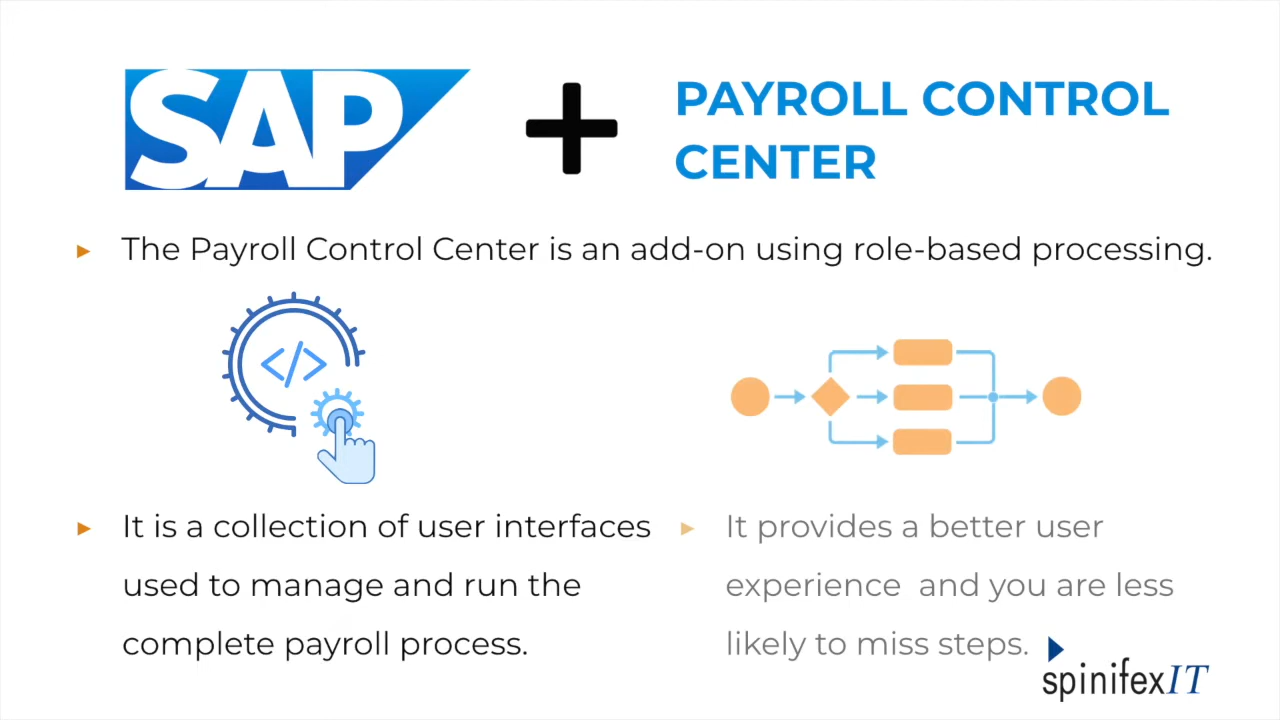 SAP
PAYROLL CONTROL
CENTER
The Payroll Control Center is an add-on using role-based processing.
</>
It is a collection of user interfaces
used to manage and run the
complete payroll process.
It provides a better user
experience  and you are less
likely to miss steps.
spinifexIT